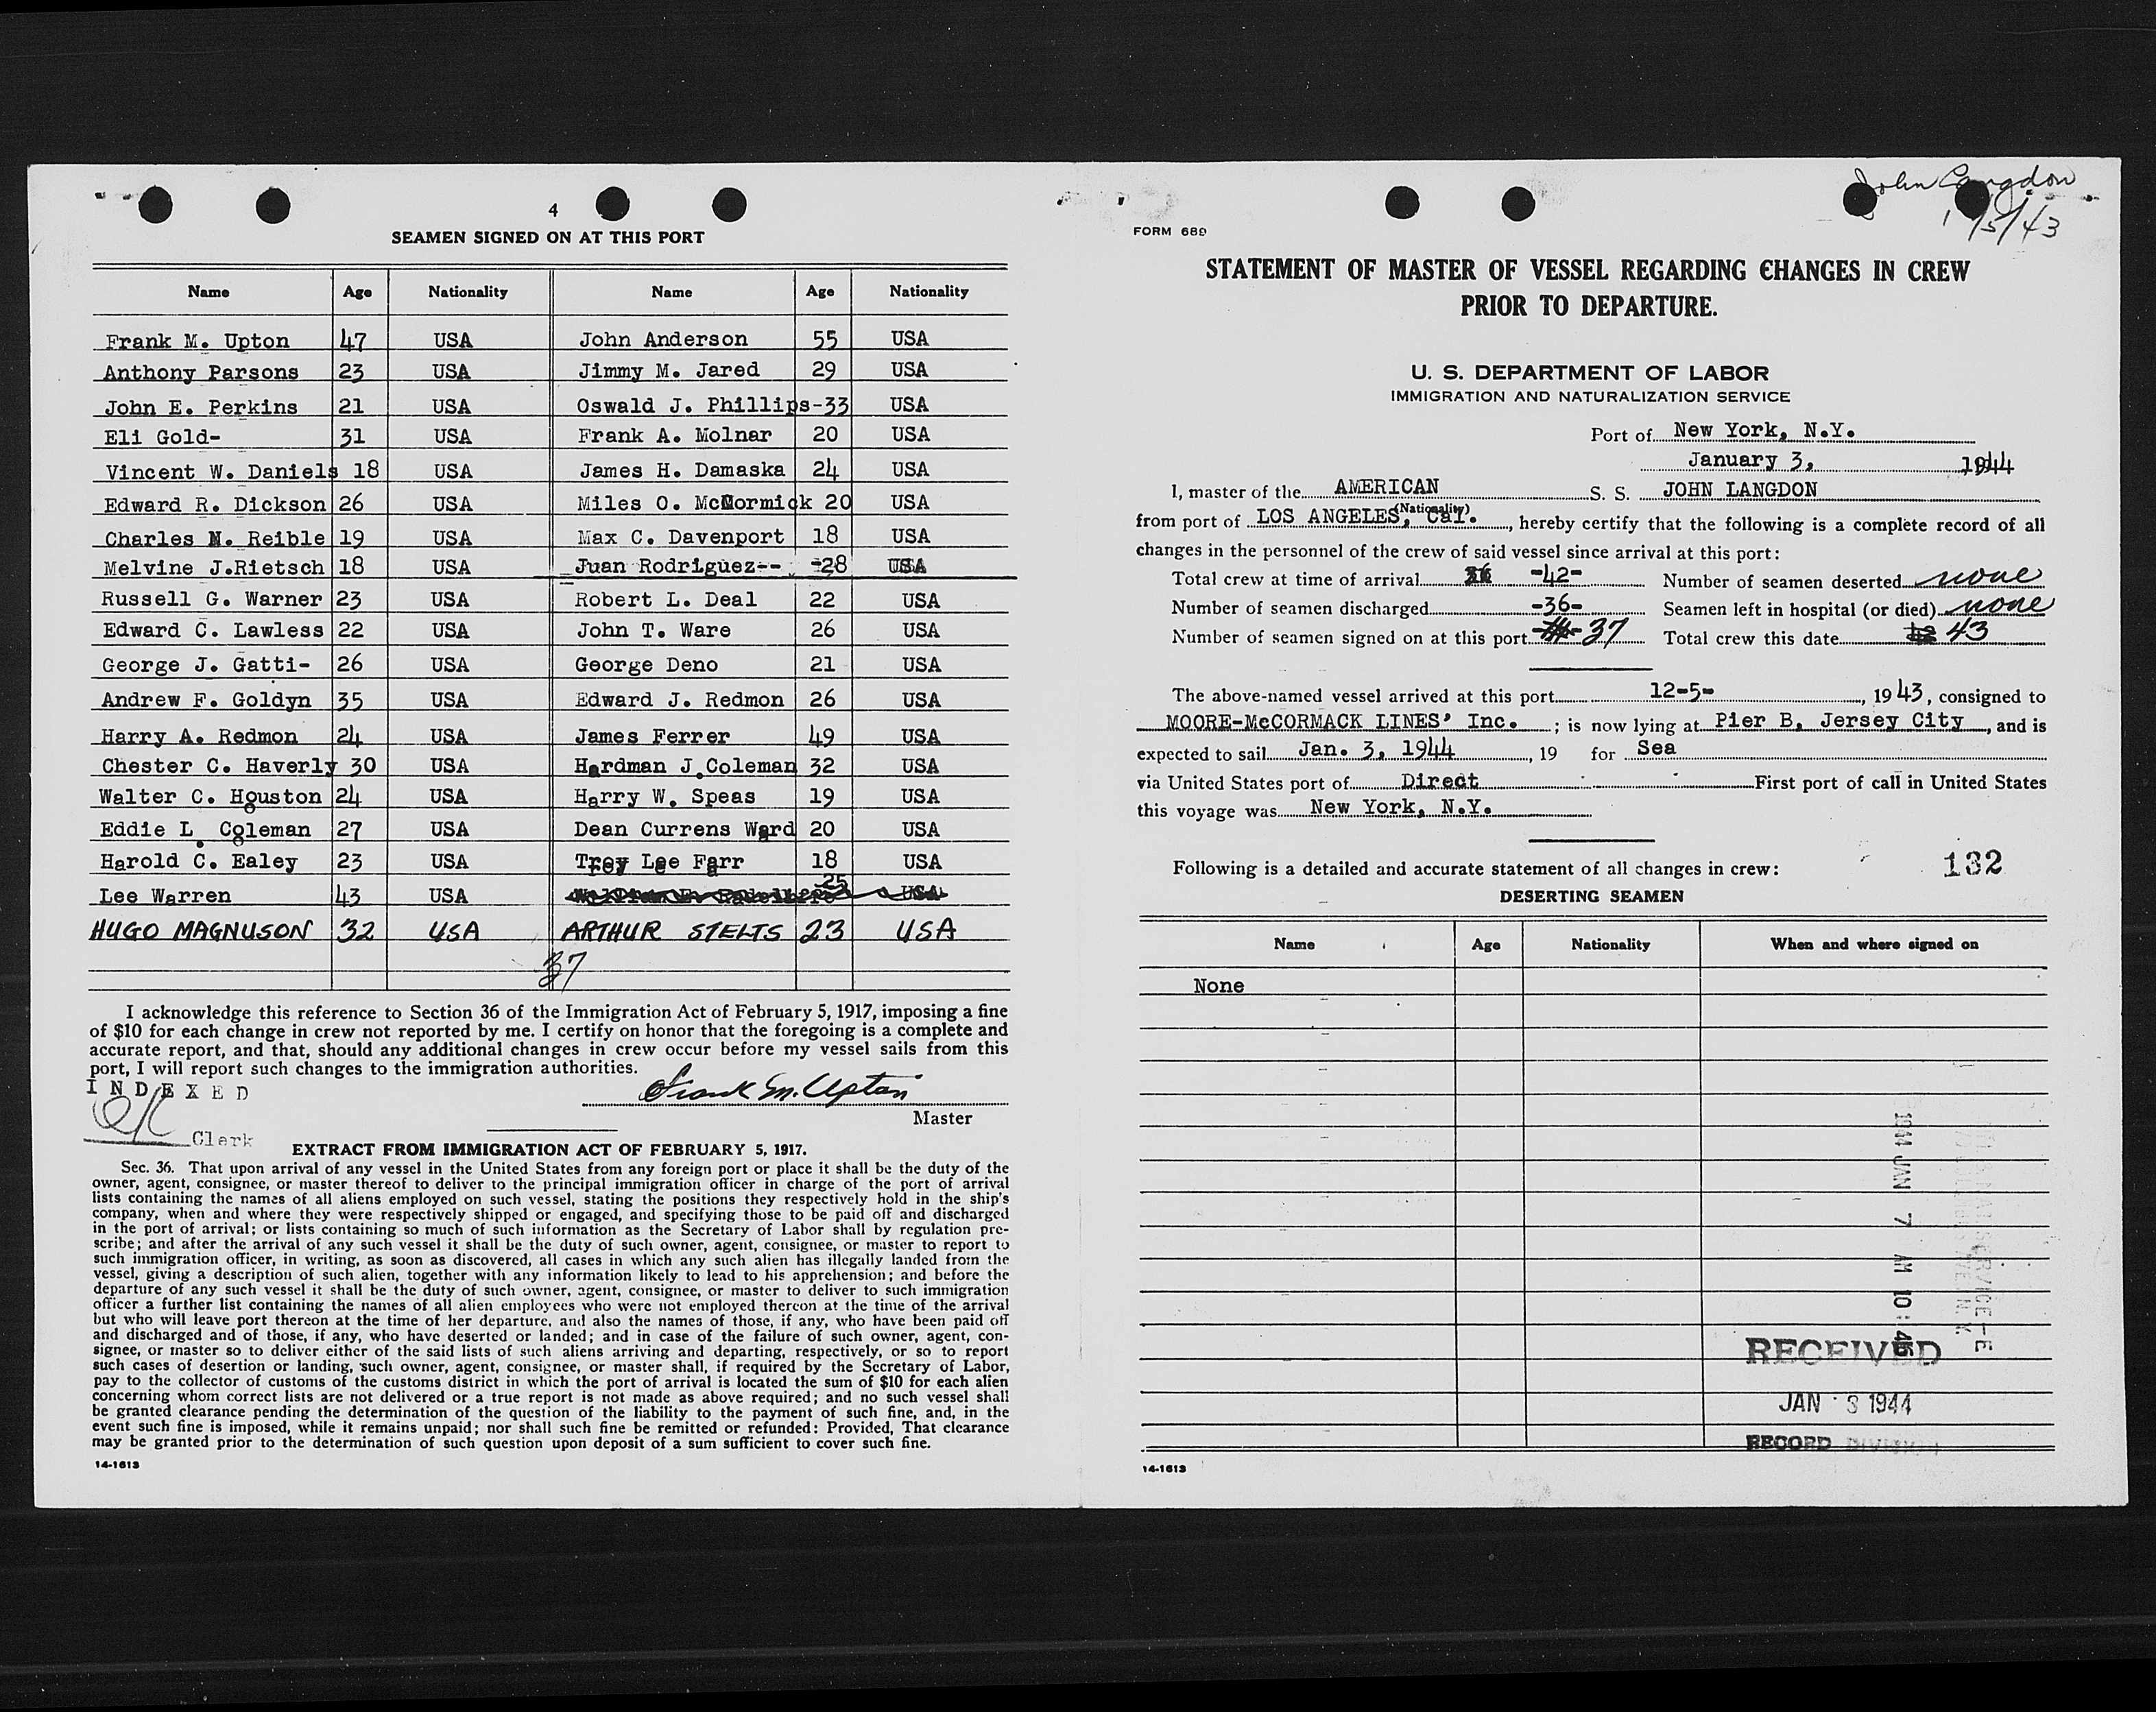 4
SEAMEN SIGNED ON AT THIS PORT
Name Age Nationality Name Age Nationality
Frank M. Upton 47 USA John Anderson 55 USA
Anthony Parsons 23 USA Jimmy M. Jared 29 USA
John E. Perkins 21 USA Oswald J. Phillips-33 USA
Eli Gold- 31 USA Frank A. Molnar 20 USA
Vincent W. Daniels 18 USA James H. Damaska 24 USA
Edward R. Dickson 26 USA Miles O. McCormick 20 USA
Charles N. Reible 19 USA Max C. Davenport 18 USA
Melvine J.Rietsch 18 USA Juan Rodriguez-- -28 USA
Russell G. Warner 23 USA Robert L. Deal 22 USA
Edward C. Lawless 22 USA John T. Ware 26 USA
George J. Gatti- 26 USA George Deno 21 USA
Andrew F. Goldyn 35 USA Edward J. Redmon 26 USA
Harry A. Redmon 24 USA James Ferrer 49 USA
Chester C. Haverly 30 USA Hardman J.Coleman 32 USA
Walter C. Houston 24 USA Harry W. Speas 19 USA
Eddie L. Coleman 27 USA Dean Currens Ward 20 USA
Harold C. Ealey 23 USA Troy Lee Farr 18 USA
Lee Warren 43 USA 25 USA
HUGO MAGNUSON 32 USA ARTHUR STELTS 23 USA
37
I acknowledge this reference to Section 36 of the Immigration Act of February 5, 1917, imposing a fine
of $10 for each change in crew not reported by me. I certify on honor that the foregoing is a complete and
accurate report, and that, should any additional changes in crew occur before my vessel sails from this
port, I will report such changes to the immigration authorities.
INDEXED
Frank M. Upton
Master
Clerk
EXTRACT FROM IMMIGRATION ACT OF FEBRUARY 5, 1917.
Sec. 36. That upon arrival of any vessel in the United States from any foreign port or place it shall be the duty of the
owner, agent, consignee, or master thereof to deliver to the principal immigration officer in charge of the port of arrival
lists containing the names of all aliens employed on such vessel, stating the positions they respectively hold in the ship's
company, when and where they were respectively shipped or engaged, and specifying those to be paid off and discharged
in the port of arrival; or lists containing so much of such information as the Secretary of Labor shall by regulation pre-
scribe; and after the arrival of any such vessel it shall be the duty of such owner, agent, consignee, or master to report to
such immigration officer, in writing, as soon as discovered, all cases in which any such alien has illegally landed from the
vessel, giving a description of such alien, together with any information likely to lead to his apprehension; and before the
departure of any such vessel it shall be the duty of such owner, agent, consignee, or master to deliver to such immigration
officer a further list containing the names of all alien employees who were not employed thereon at the time of the arrival
but who will leave port thereon at the time of her departure, and also the names of those, if any, who have been paid off
and discharged and of those, if any, who have deserted or landed; and in case of the failure of such owner, agent, con-
signee, or master so to deliver either of the said lists of such aliens arriving and departing, respectively, or so to report
such cases of desertion or landing, such owner, agent, consignee, or master shall, if required by the Secretary of Labor,
pay to the collector of customs of the customs district in which the port of arrival is located the sum of $10 for each alien
concerning whom correct lists are not delivered or a true report is not made as above required; and no such vessel shall
be granted clearance pending the determination of the question of the liability to the payment of such fine, and, in the
event such fine is imposed, while it remains unpaid; nor shall such fine be remitted or refunded: Provided, That clearance
may be granted prior to the determination of such question upon deposit of a sum sufficient to cover such fine.
14-1613
John Langdon
1/5/43
FORM 689
STATEMENT OF MASTER OF VESSEL REGARDING CHANGES IN CREW
PRIOR TO DEPARTURE.
U. S. DEPARTMENT OF LABOR
IMMIGRATION AND NATURALIZATION SERVICE
Port of New York, N.Y.
January 3, 1944
I, master of the AMERICAN S. S. JOHN LANGDON
(Nationality)
from port of LOS ANGELES, Cal., hereby certify that the following is a complete record of all
changes in the personnel of the crew of said vessel since arrival at this port:
Total crew at time of arrival -42- Number of seamen deserted none
Number of seamen discharged -36- Seamen left in hospital (or died) none
Number of seamen signed on at this port 37 Total crew this date 43
The above-named vessel arrived at this port 12-5-, 1943, consigned to
MOORE-McCORMACK LINES' Inc. ; is now lying at Pier B, Jersey City, and is
expected to sail Jan. 3, 1944, 19 for Sea
via United States port of Direct First port of call in United States
this voyage was New York, N.Y.
Following is a detailed and accurate statement of all changes in crew: 132
DESERTING SEAMEN
Name Age Nationality When and where signed on
None
1944 JAN 7 AM 10:46
RECEIVED
JAN 3 1944
RECORD DIVISION
14-1613